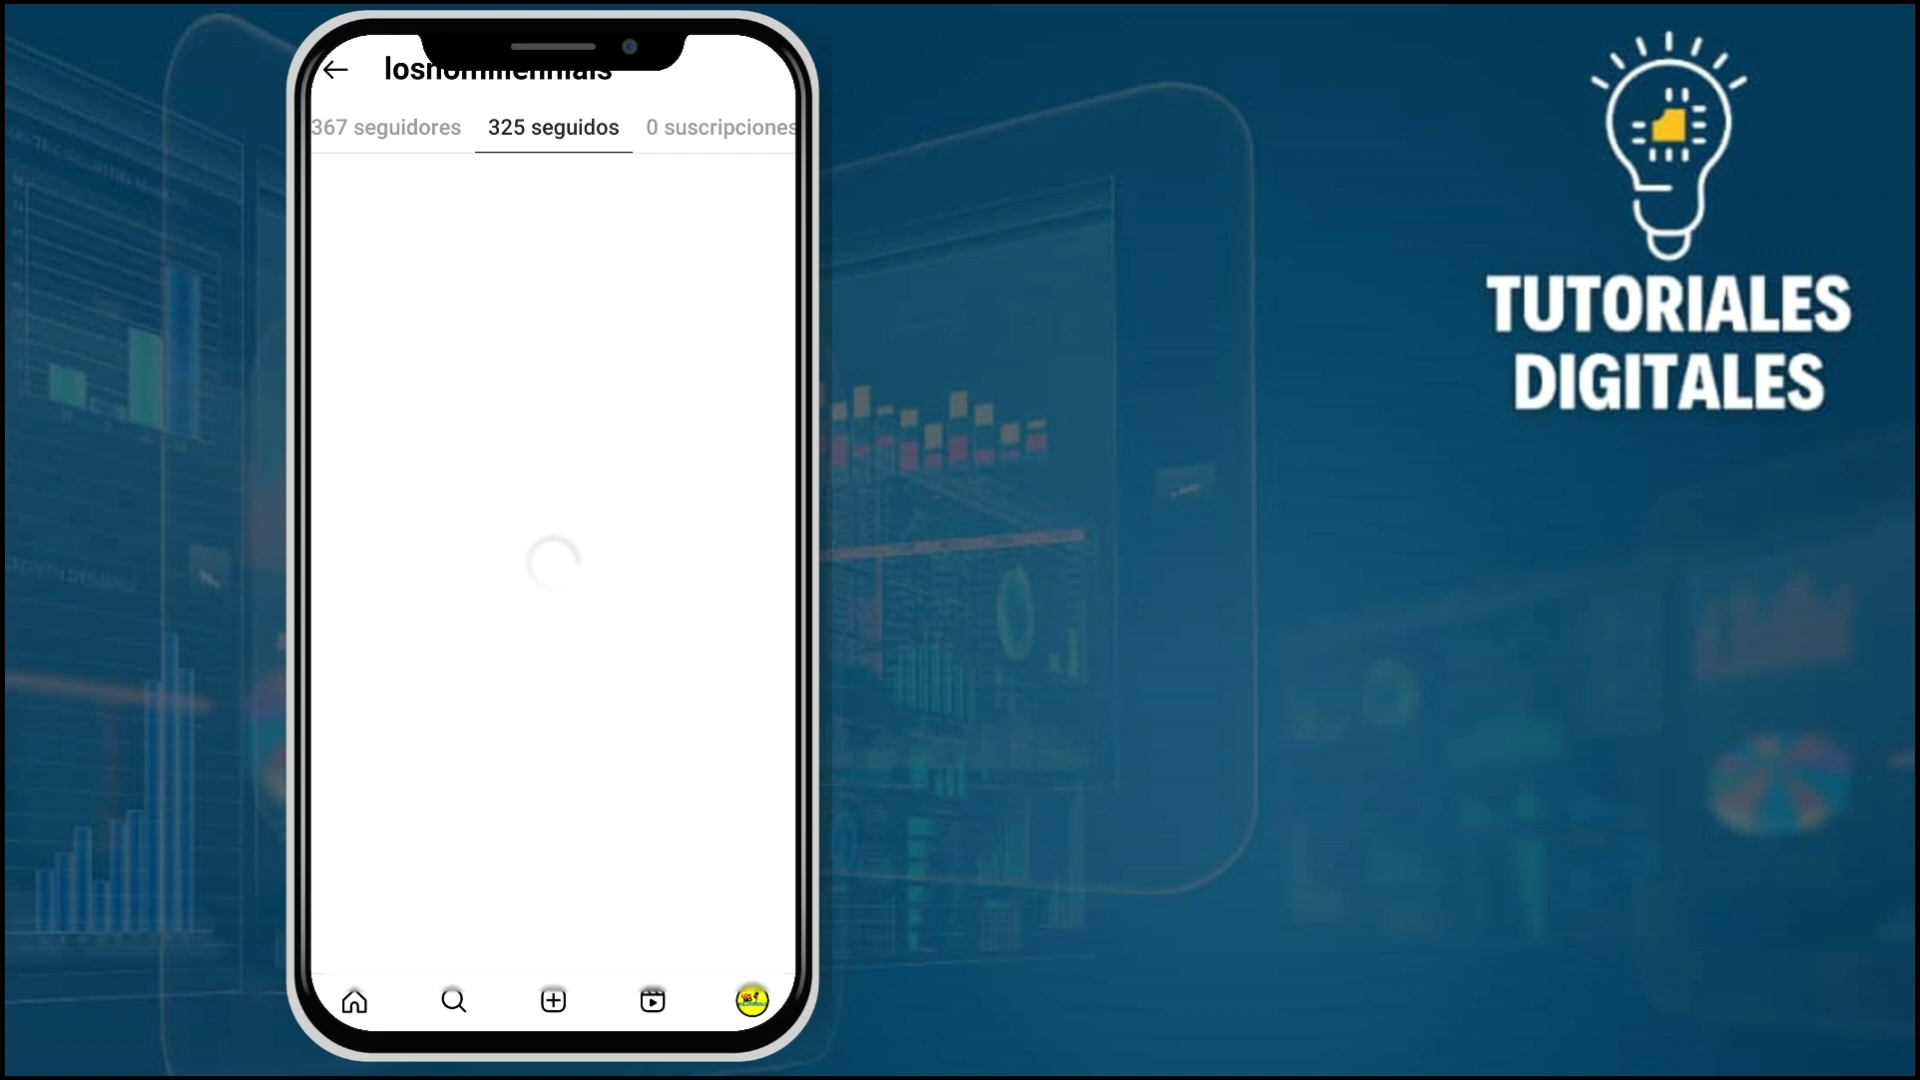 367 seguidores
325 seguidos
0 suscripciones
TUTORIALES
DIGITALES